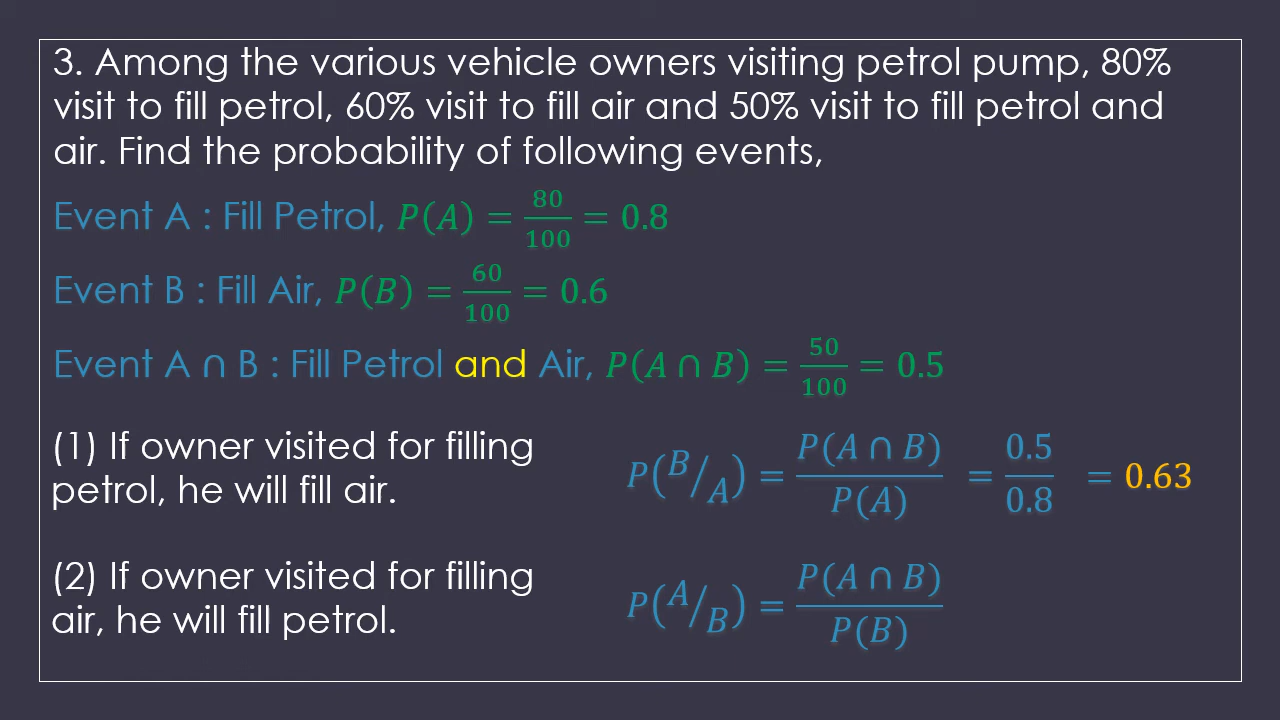 3. Among the various vehicle owners visiting petrol pump, 80%
visit to fill petrol, 60% visit to fill air and 50% visit to fill petrol and
air. Find the probability of following events,
Event A : Fill Petrol, P(A) = 80/100 = 0.8
Event B : Fill Air, P(B) = 60/100 = 0.6
Event A ∩ B : Fill Petrol and Air, P(A ∩ B) = 50/100 = 0.5
(1) If owner visited for filling
petrol, he will fill air.
P(B/A) = P(A ∩ B)/P(A) = 0.5/0.8 = 0.63
(2) If owner visited for filling
air, he will fill petrol.
P(A/B) = P(A ∩ B)/P(B)